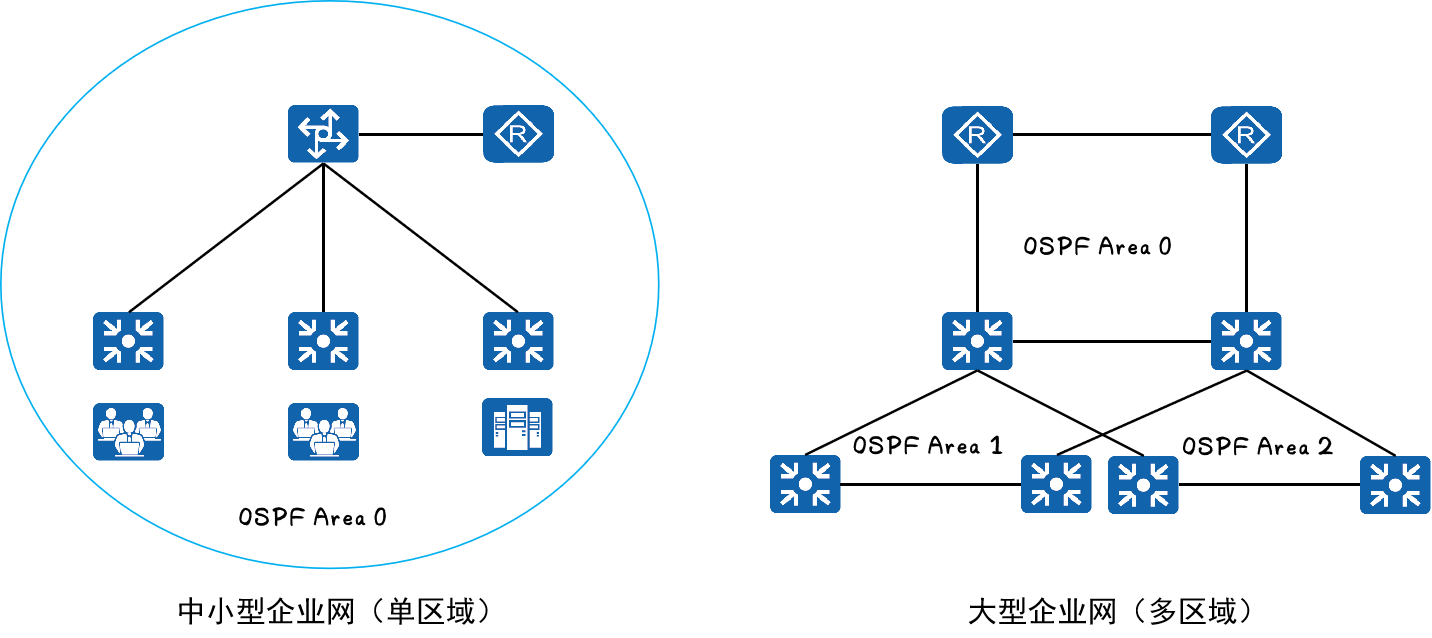 R
R
R
OSPF Area 0
OSPF Area 1
OSPF Area 2
OSPF Area 0
中小型企业网（单区域）
大型企业网（多区域）